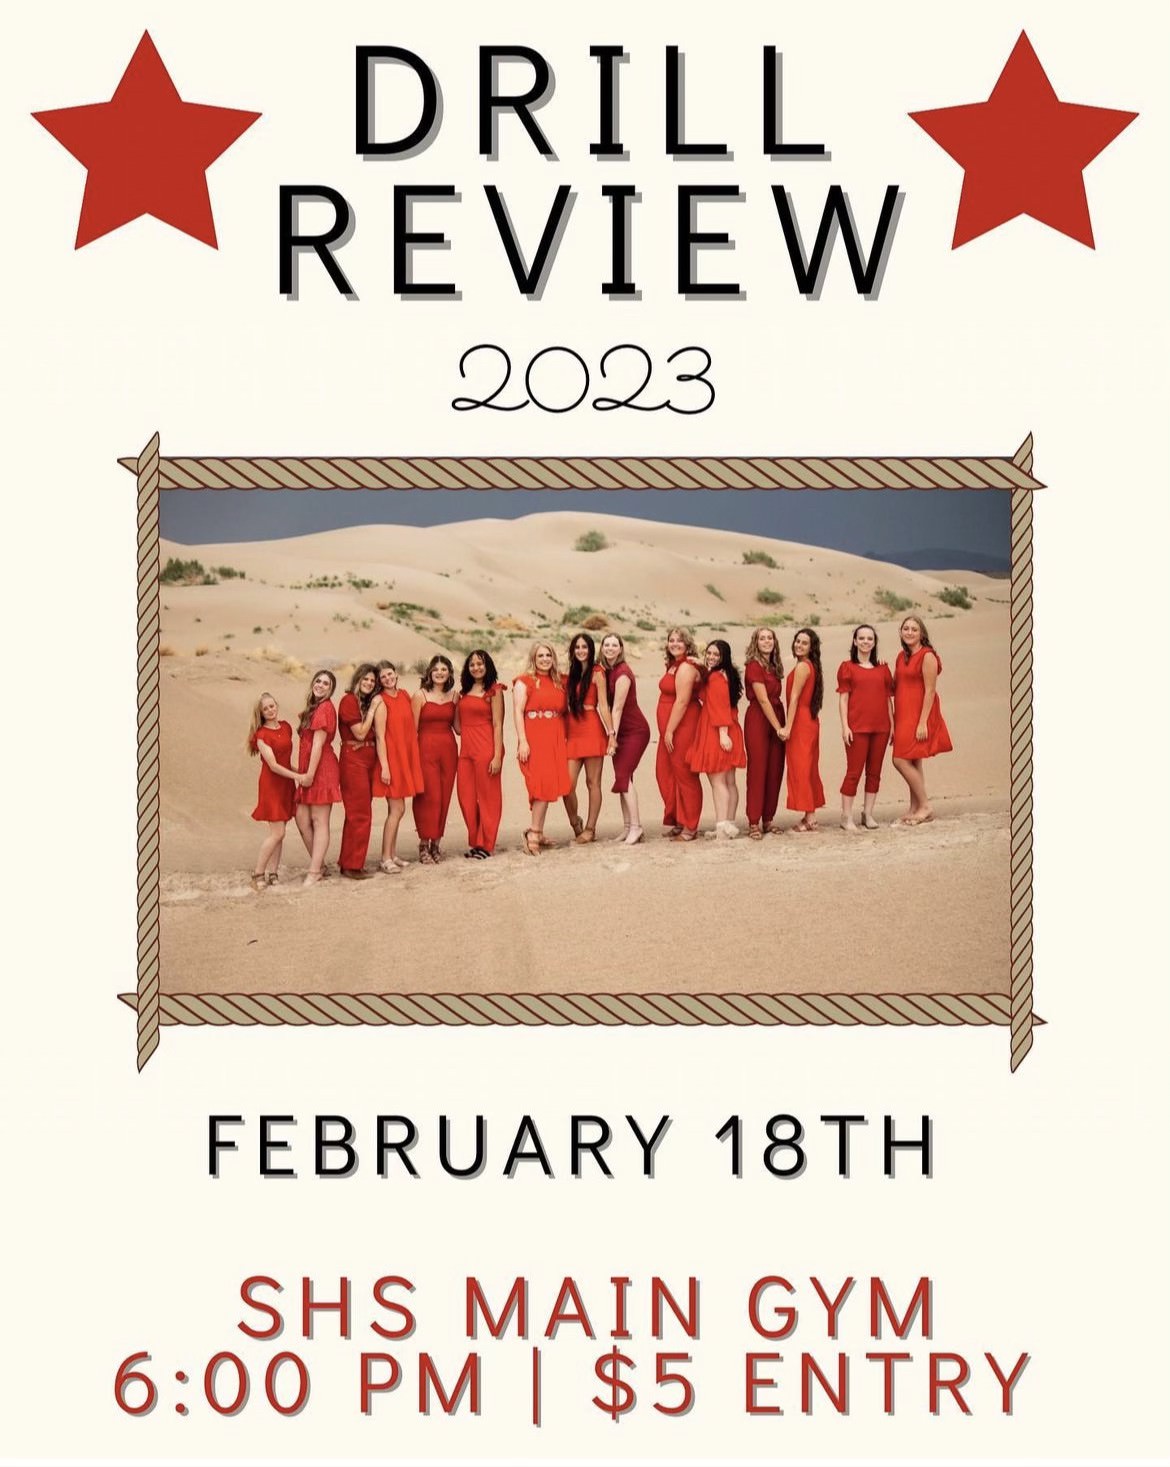 DRILL
REVIEW
2023
FEBRUARY 18TH
SHS MAIN GYM
6:00 PM | $5 ENTRY